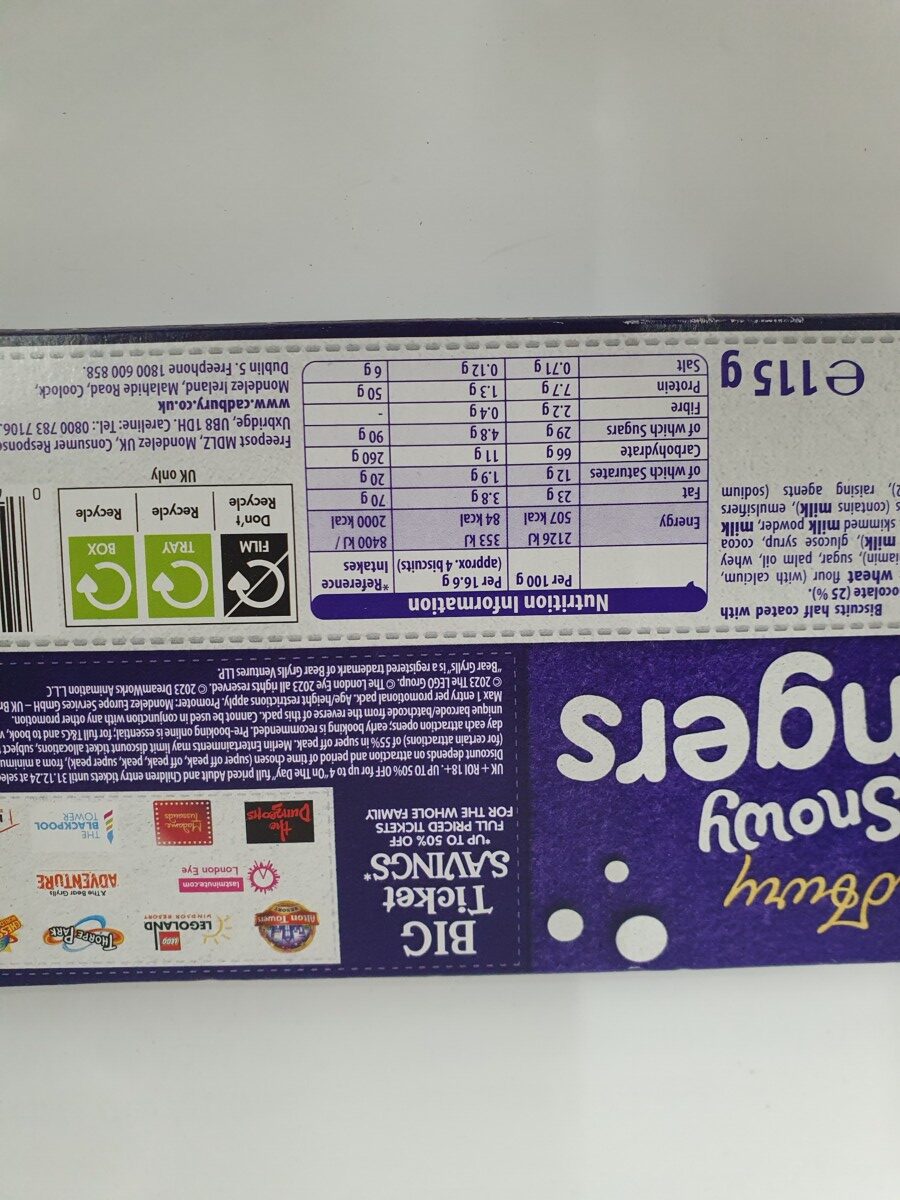 Cadbury
Snowy
ngers
BIG
Ticket
SAVINGS*
*UP TO 50% OFF
FULL PRICED TICKETS
FOR THE WHOLE FAMILY
Alton Towers
RESORT
LEGO
LEGOLAND
WINDSOR RESORT
THORPE PARK
lastminute.com
London Eye
THE Bear Grylls
ADVENTURE
the Dungeons
Madame Tussauds
THE
BLACKPOOL
TOWER
UK + ROI 18+. UP TO 50% OFF for up to 4 "On The Day" full priced Adult and Children entry tickets until 31.12.24 at
Discount depends on attraction and period of time chosen (super off peak, off peak, peak, super peak), from a
(for certain attractions) of 55% in super off peak. Merlin Entertainments may limit discount ticket allocations, subject
day each attraction opens; early booking is recommended. Pre-booking online is essential; for full T&Cs and to book,
unique barcode/batchcode from the reverse of this pack. Cannot be used in conjunction with any other promotion.
Max 1 entry per promotional pack. Age/height restrictions apply. Promoter: Mondelez Europe Services GmbH – UK
© 2023 The LEGO Group. © The London Eye 2023 all rights reserved. © 2023 DreamWorks Animation LLC
"Bear Grylls" is a registered trademark of Bear Grylls Ventures LLP
Biscuits half coated with
(25 %).
wheat flour (with calcium,
sugar, palm oil, whey
milk), glucose syrup, cocoa
skimmed milk powder, milk
(contains milk), emulsifiers
raising agents (sodium
℮115 g
Nutrition Information
Per 100 g Per 16.6 g (approx. 4 biscuits) *Reference Intakes
Energy 2126 kJ 353 kJ 8400 kJ /
507 kcal 84 kcal 2000 kcal
Fat 23 g 3.8 g 70 g
of which Saturates 12 g 1.9 g 20 g
Carbohydrate 66 g 11 g 260 g
of which Sugars 29 g 4.8 g 90 g
Fibre 2.2 g 0.4 g -
Protein 7.7 g 1.3 g 50 g
Salt 0.71 g 0.12 g 6 g
FILM TRAY BOX
Don't Recycle Recycle Recycle
UK only
Freepost MDLZ, Mondelez UK, Consumer Response
Uxbridge, UB8 1DH. Careline: Tel.: 0800 783 7106.
www.cadbury.co.uk
Mondelez Ireland, Malahide Road, Coolock,
Dublin 5. Freephone 1800 600 858.
0